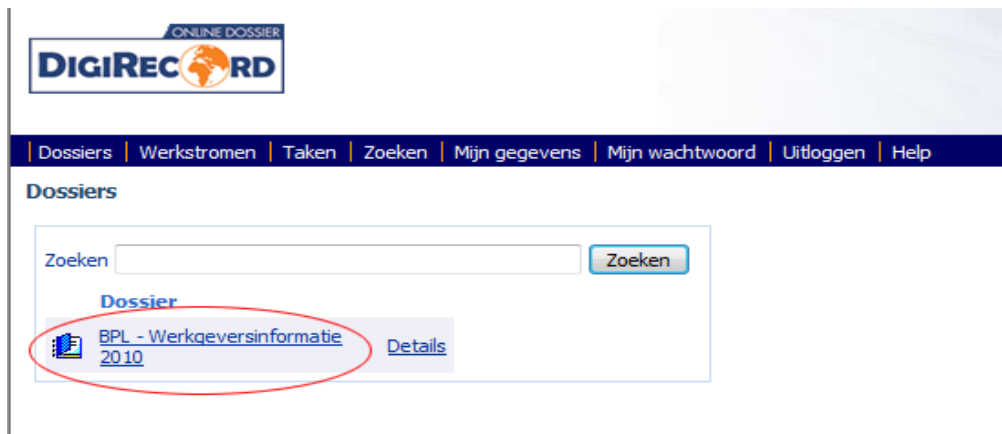 ONLINE DOSSIER
DIGIRECORD
Dossiers | Werkstromen | Taken | Zoeken | Mijn gegevens | Mijn wachtwoord | Uitloggen | Help
Dossiers
Zoeken Zoeken
Dossier
BPL - Werkgeversinformatie
2010 Details